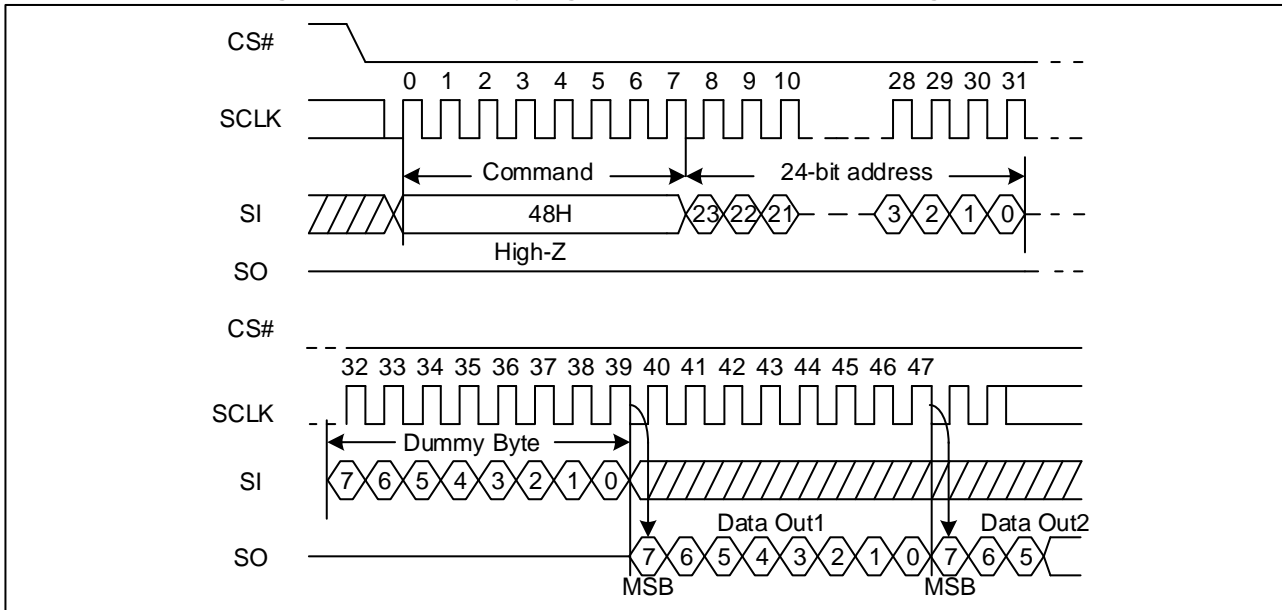 CS#
0 1 2 3 4 5 6 7 8 9 10 28 29 30 31
SCLK
Command 24-bit address
SI 48H 23 22 21 3 2 1 0
High-Z
SO
CS#
32 33 34 35 36 37 38 39 40 41 42 43 44 45 46 47
SCLK
Dummy Byte
SI 7 6 5 4 3 2 1 0
Data Out1 Data Out2
SO 7 6 5 4 3 2 1 0 7 6 5
MSB MSB